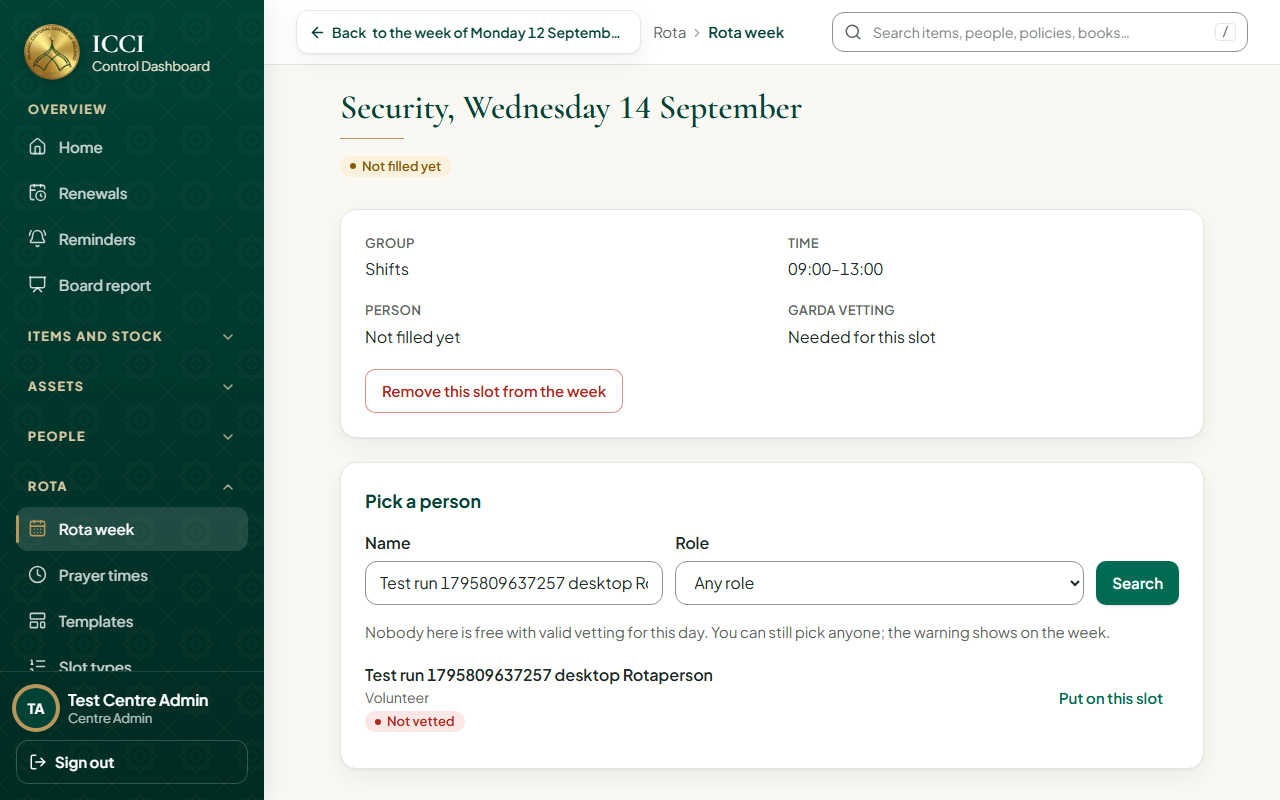 ICCI
Control Dashboard
OVERVIEW
Home
Renewals
Reminders
Board report
ITEMS AND STOCK
ASSETS
PEOPLE
ROTA
Rota week
Prayer times
Templates
Slot types
TA
Test Centre Admin
Centre Admin
Sign out
Back to the week of Monday 12 Septemb…
Rota > Rota week
Search items, people, policies, books…
/
Security, Wednesday 14 September
Not filled yet
GROUP
Shifts
TIME
09:00–13:00
PERSON
Not filled yet
GARDA VETTING
Needed for this slot
Remove this slot from the week
Pick a person
Name
Role
Test run 1795809637257 desktop Ro
Any role
Search
Nobody here is free with valid vetting for this day. You can still pick anyone; the warning shows on the week.
Test run 1795809637257 desktop Rotaperson
Volunteer
Not vetted
Put on this slot